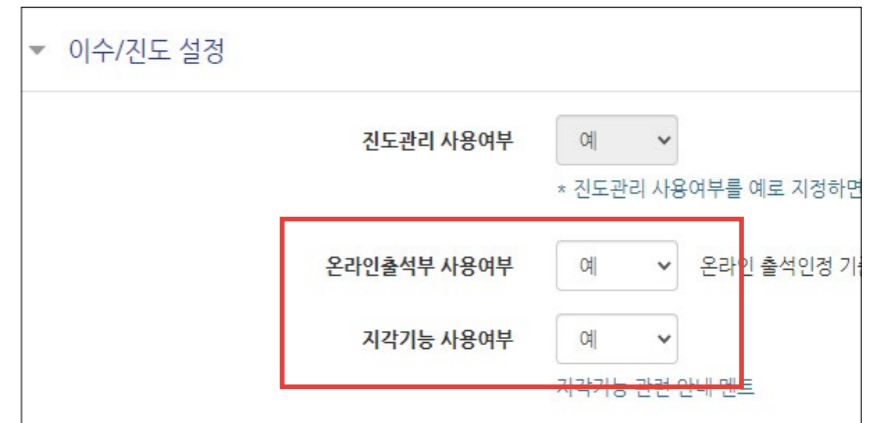 이수/진도 설정
진도관리 사용여부 예
* 진도관리 사용여부를 예로 지정하면
온라인출석부 사용여부 예 온라인 출석인정
지각기능 사용여부 예
지각기능 관련 안내 멘트